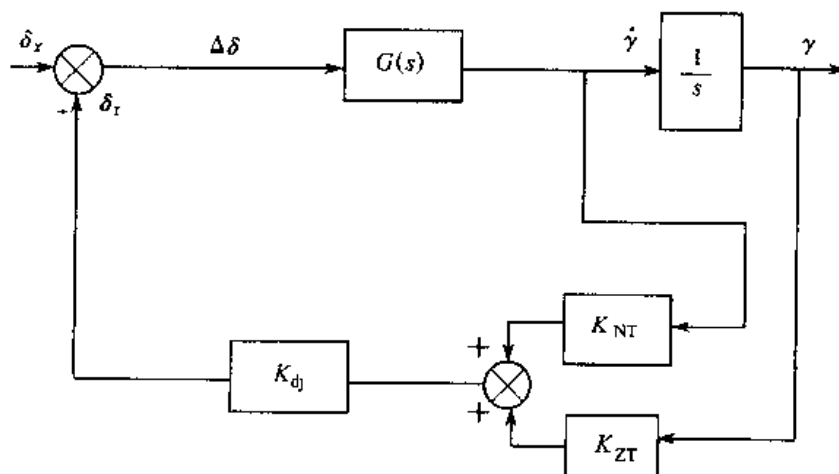 δ_x
Δδ
G(s)
γ̇
1
s
γ
-
δ_r
K_NT
+
K_dj
+
K_ZT